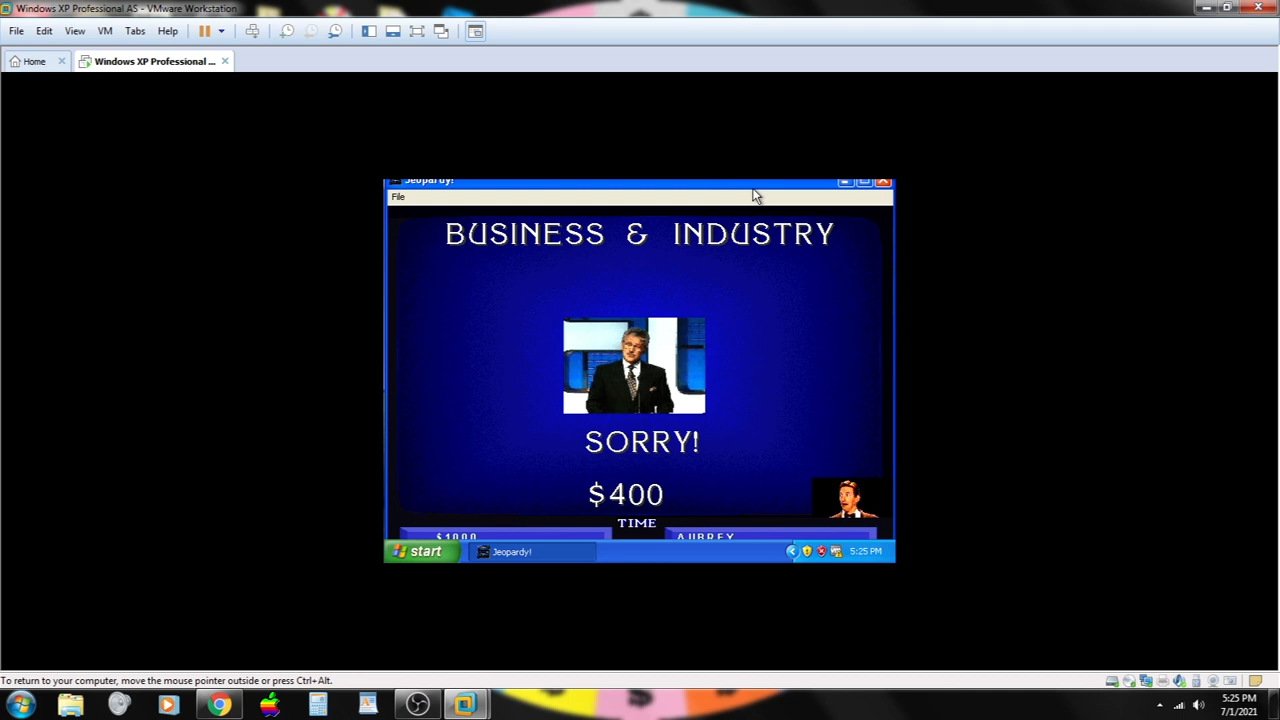 Windows XP Professional AS - VMware Workstation
File Edit View VM Tabs Help
Home
Windows XP Professional ...
Jeopardy!
File
BUSINESS & INDUSTRY
SORRY!
$400
TIME
$1000
AUBREY
start
Jeopardy!
5:25 PM
To return to your computer, move the mouse pointer outside or press Ctrl+Alt.
5:25 PM
7/1/2021